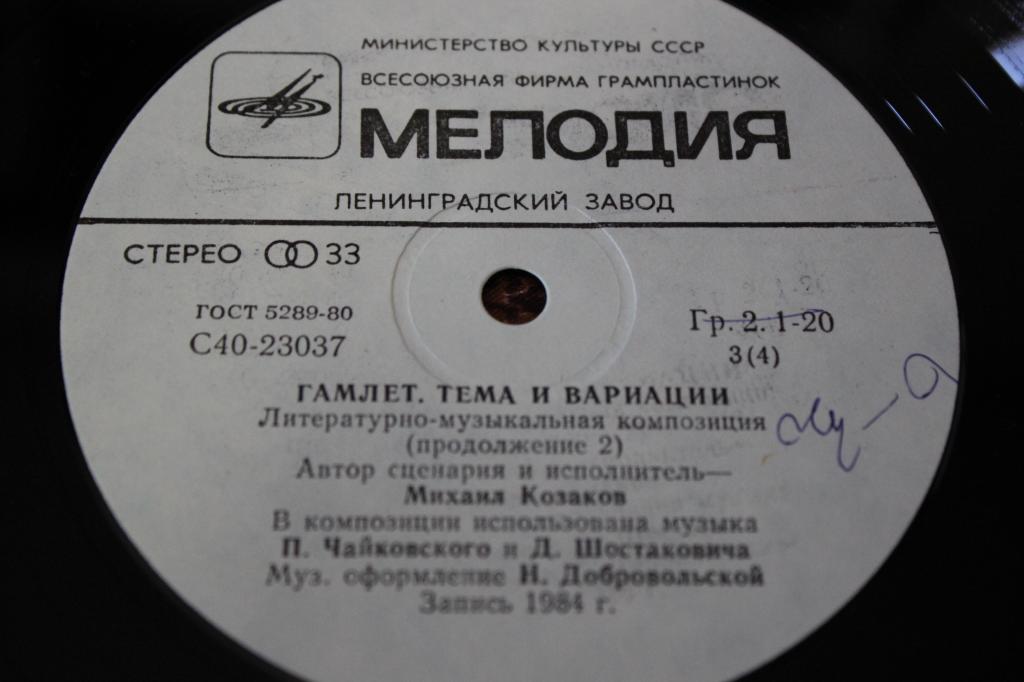 МИНИСТЕРСТВО КУЛЬТУРЫ СССР
ВСЕСОЮЗНАЯ ФИРМА ГРАМПЛАСТИНОК
МЕЛОДИЯ
ЛЕНИНГРАДСКИЙ ЗАВОД
СТЕРЕО 33
ГОСТ 5289-80
С40-23037
Гр. 2. 1-20
3(4)
ГАМЛЕТ. ТЕМА И ВАРИАЦИИ
Литературно-музыкальная композиция
(продолжение 2)
Автор сценария и исполнитель—
Михаил Козаков
В композиции использована музыка
П. Чайковского и Д. Шостаковича
Муз. оформление Н. Добровольской
Запись 1984 г.